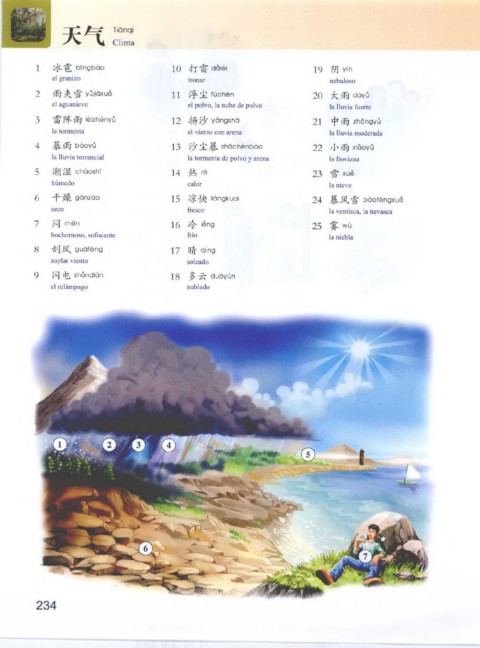 天气 Tiānqì
Clima
1 冰雹 bīngbáo
el granizo
2 雨夹雪 yǔjiāxuě
el aguanieve
3 雷阵雨 léizhènyǔ
la tormenta
4 暴雨 bàoyǔ
la lluvia torrencial
5 潮湿 cháoshī
húmedo
6 干燥 gānzào
seco
7 闷 mēn
bochornoso, sofocante
8 刮风 guāfēng
soplar viento
9 闪电 shǎndiàn
el relámpago
10 打雷 dǎléi
tronar
11 浮尘 fúchén
el polvo, la nube de polvo
12 扬沙 yángshā
el viento con arena
13 沙尘暴 shāchénbào
la tormenta de polvo y arena
14 热 rè
calor
15 凉快 liángkuai
fresco
16 冷 lěng
frío
17 晴 qíng
soleado
18 多云 duōyún
nublado
19 阴 yīn
nebuloso
20 大雨 dàyǔ
la lluvia fuerte
21 中雨 zhōngyǔ
la lluvia moderada
22 小雨 xiǎoyǔ
la llovizna
23 雪 xuě
la nieve
24 暴风雪 bàofēngxuě
la ventisca, la nevasca
25 雾 wù
la niebla
1
2
3
4
5
6
7
234